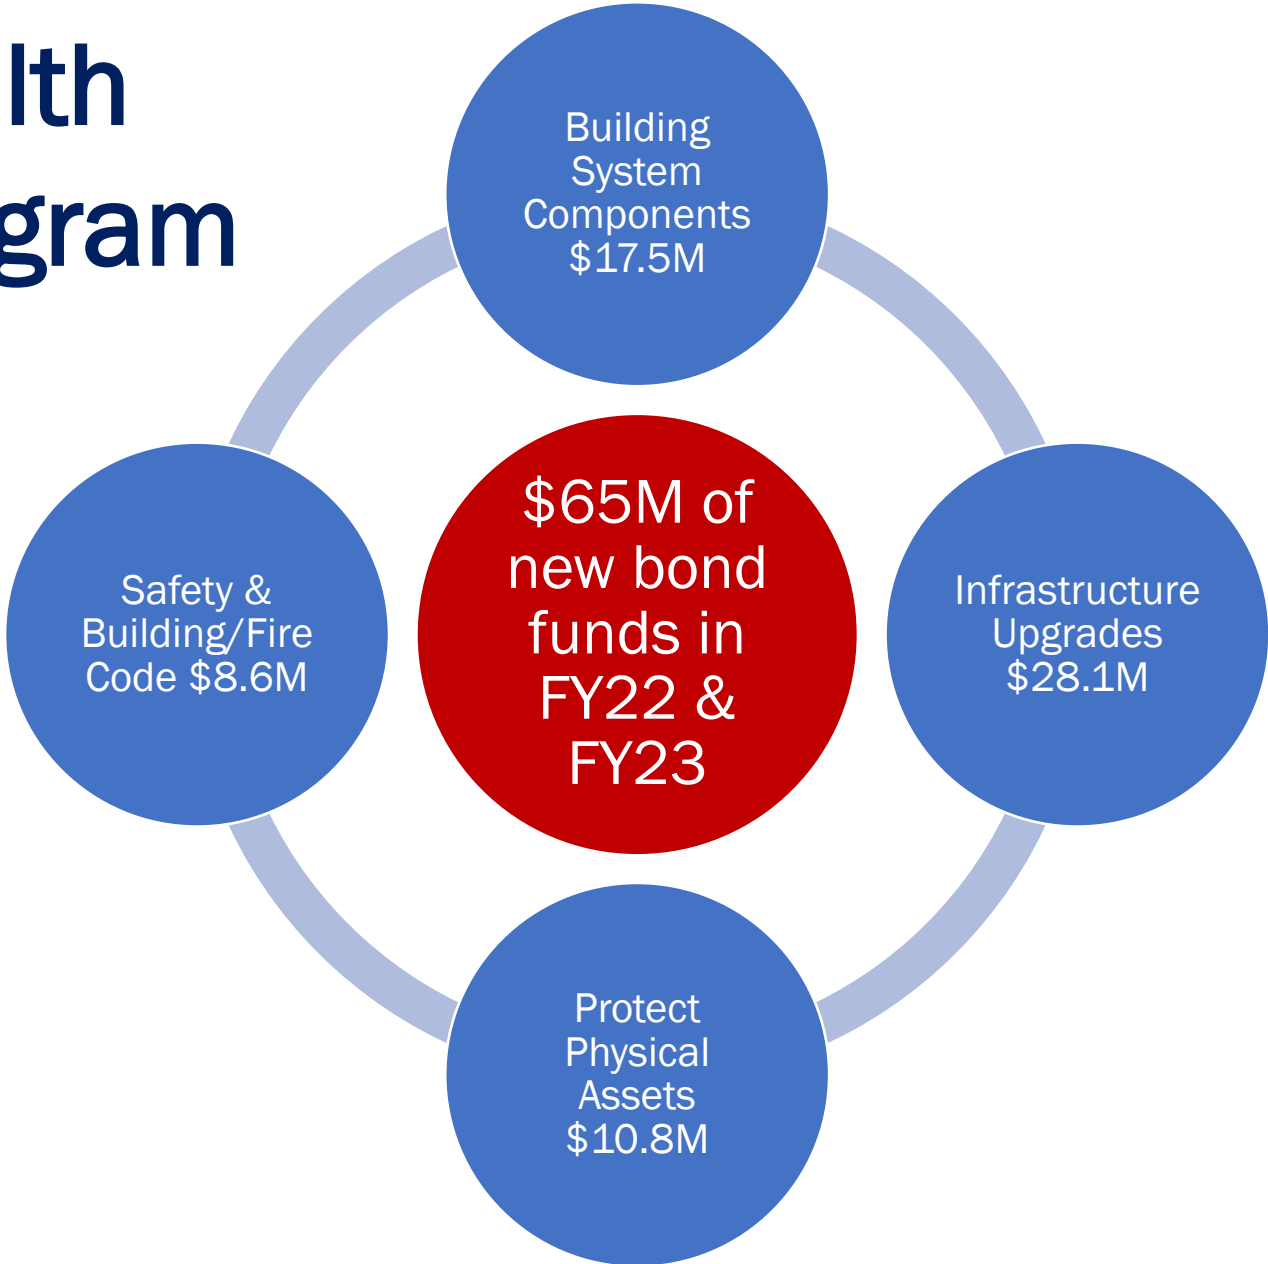 lth
gram
Building
System
Components
$17.5M
$65M of
new bond
funds in
FY22 &
FY23
Safety &
Building/Fire
Code $8.6M
Infrastructure
Upgrades
$28.1M
Protect
Physical
Assets
$10.8M